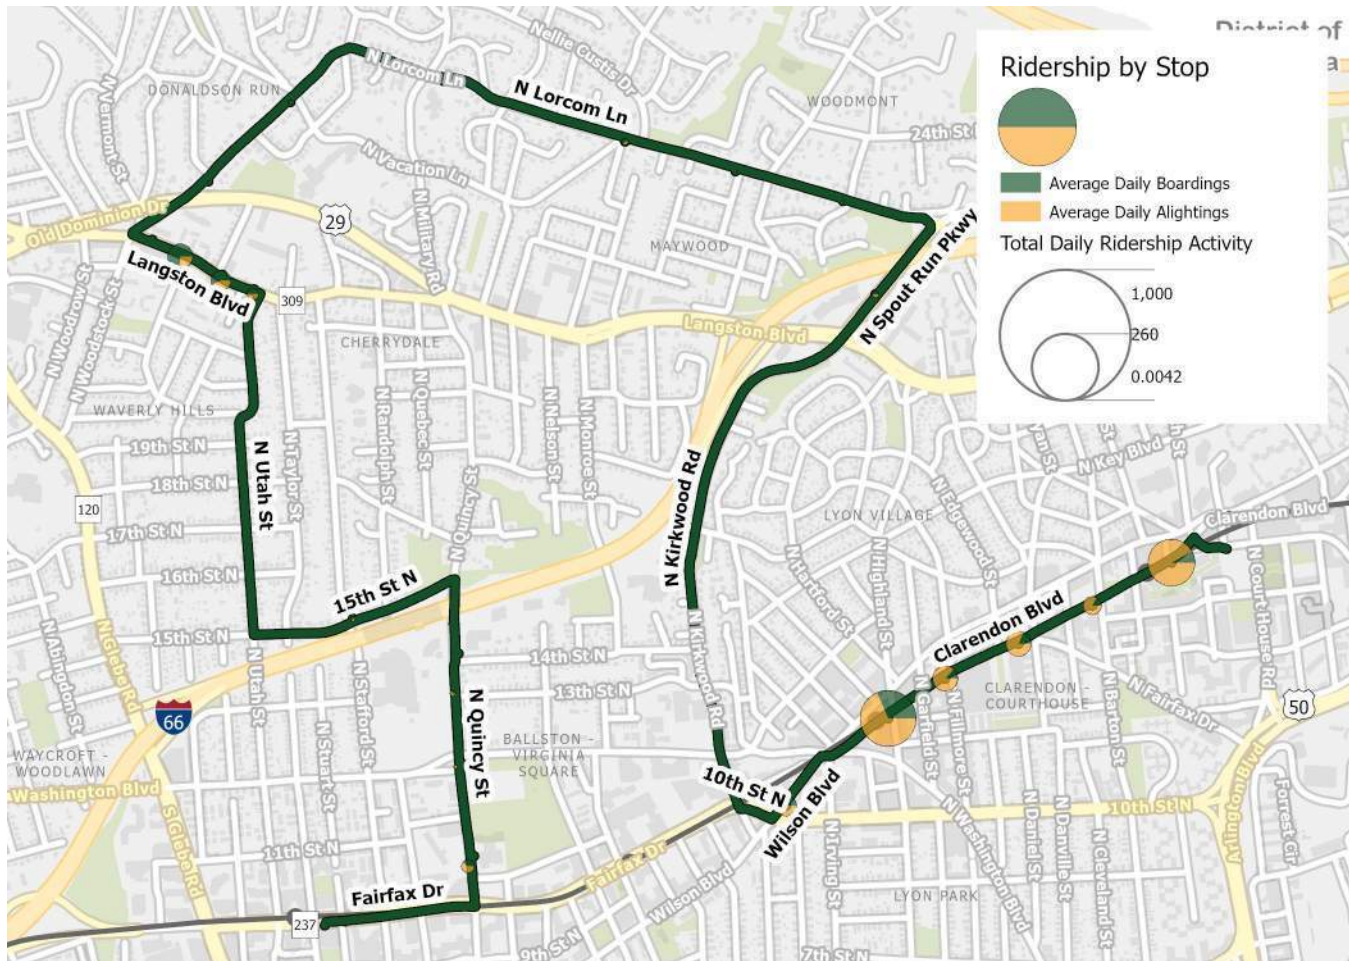 District of
Ridership by Stop
Average Daily Boardings
Average Daily Alightings
Total Daily Ridership Activity
1,000
260
0.0042
N Lorcom Ln
Nellie Custis Dr
DONALDSON RUN
N Lorcom Ln
WOODMONT
N Vermont St
24th St N
N Vacation Ln
N Military Rd
Old Dominion Dr
29
MAYWOOD
N Spout Run Pkwy
Langston Blvd
309
Langston Blvd
N Woodrow St
N Woodstock St
CHERRYDALE
WAVERLY HILLS
N Randolph St
N Quebec St
N Nelson St
N Monroe St
19th St N
N Utah St
N Taylor St
18th St N
N Kirkwood Rd
N Key Blvd
120
17th St N
N Quincy St
LYON VILLAGE
N Edgewood St
Clarendon Blvd
16th St N
15th St N
N Hartford St
N Highland St
N Court House Rd
N Abingdon St
N Glebe Rd
15th St N
N Utah St
N Kirkwood Rd
Clarendon Blvd
14th St N
N Stafford St
13th St N
CLARENDON -
COURTHOUSE
N Barton St
N Fairfax Dr
N Garfield St
N Fillmore St
50
66
N Quincy St
BALLSTON -
VIRGINIA
SQUARE
WAYCROFT -
WOODLAWN
N Stuart St
Washington Blvd
10th St N
Wilson Blvd
10th St N
Arlington Blvd
Forrest Cir
S Glebe Rd
11th St N
Fairfax Dr
N Irving St
N Washington Blvd
N Daniel St
N Danville St
N Cleveland St
Fairfax Dr
Wilson Blvd
LYON PARK
237
9th St N
7th St N